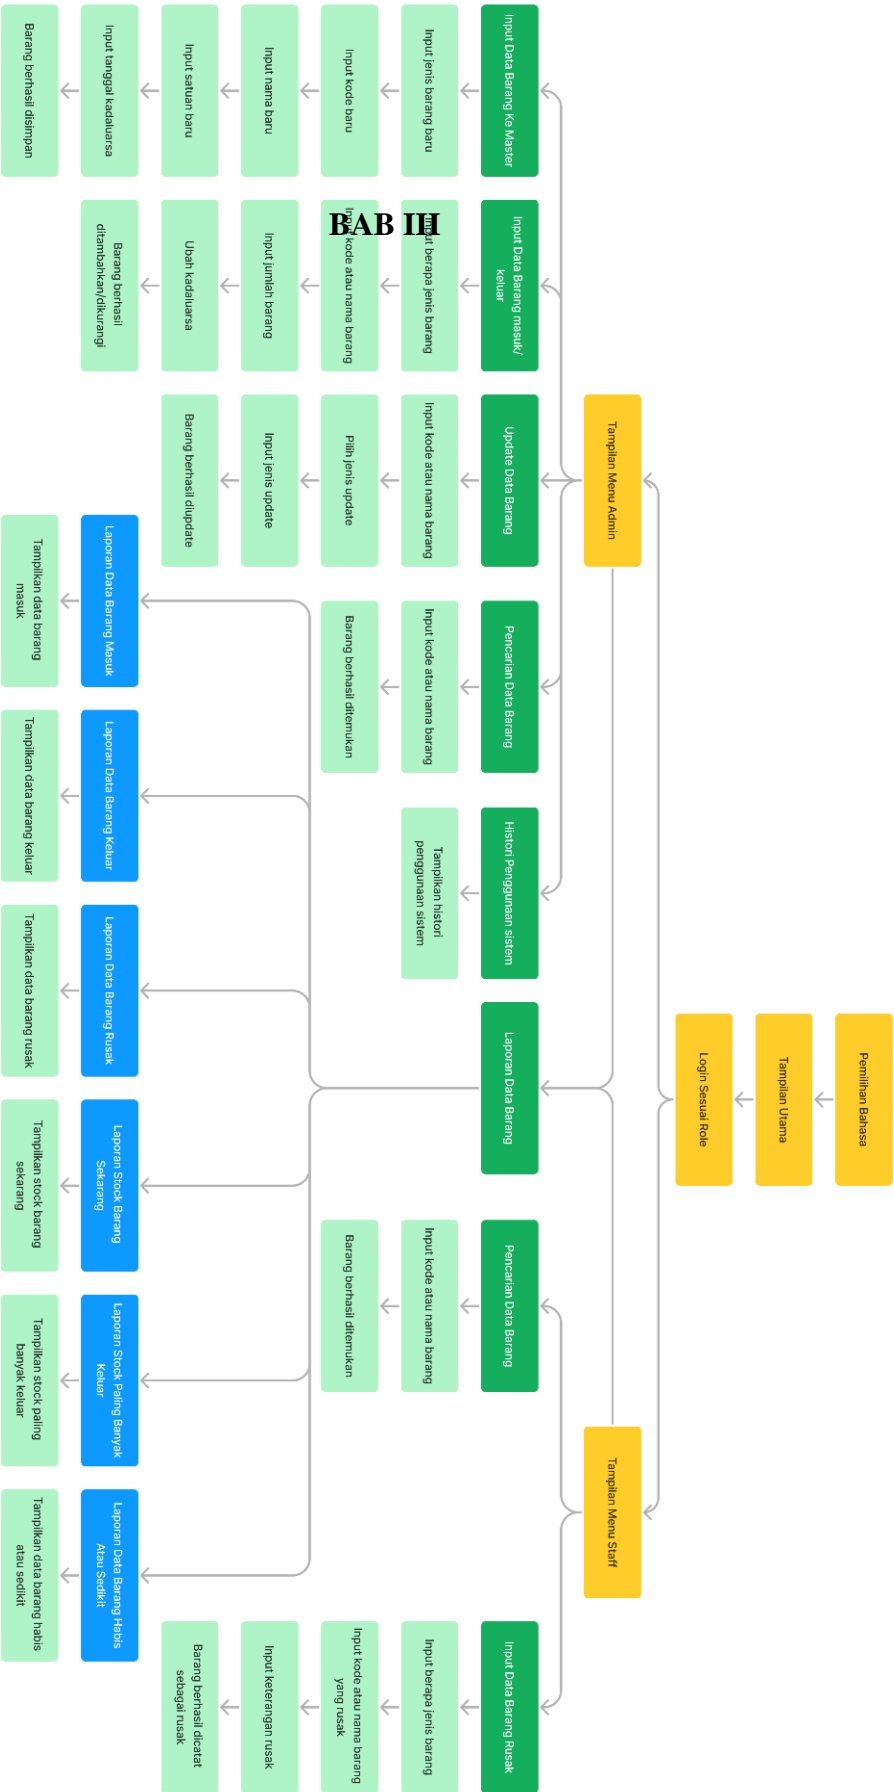 Pemilihan Bahasa
Tampilan Utama
Login Sesuai Role
Tampilan Menu Admin
Tampilan Menu Staff
Input Data Barang Ke Master
Input jenis barang baru
Input kode baru
Input nama baru
Input satuan baru
Input tanggal kadaluarsa
Barang berhasil disimpan
BAB III
Input Data Barang masuk/
keluar
Input berapa jenis barang
Input kode atau nama barang
Input jumlah barang
Ubah kadaluarsa
Barang berhasil
ditambahkan/dikurangi
Update Data Barang
Input kode atau nama barang
Pilih jenis update
Input jenis update
Barang berhasil diupdate
Pencarian Data Barang
Input kode atau nama barang
Barang berhasil ditemukan
Histori Penggunaan sistem
Tampilkan histori
penggunaan sistem
Laporan Data Barang
Pencarian Data Barang
Input kode atau nama barang
Barang berhasil ditemukan
Input Data Barang Rusak
Input berapa jenis barang
Input kode atau nama barang
yang rusak
Input keterangan rusak
Barang berhasil dicatat
sebagai rusak
Laporan Data Barang Masuk
Tampilkan data barang
masuk
Laporan Data Barang Keluar
Tampilkan data barang keluar
Laporan Data Barang Rusak
Tampilkan data barang rusak
Laporan Stock Barang
Sekarang
Tampilkan stock barang
sekarang
Laporan Stock Paling Banyak
Keluar
Tampilkan stock paling
banyak keluar
Laporan Data Barang Habis
Atau Sedikit
Tampilkan data barang habis
atau sedikit